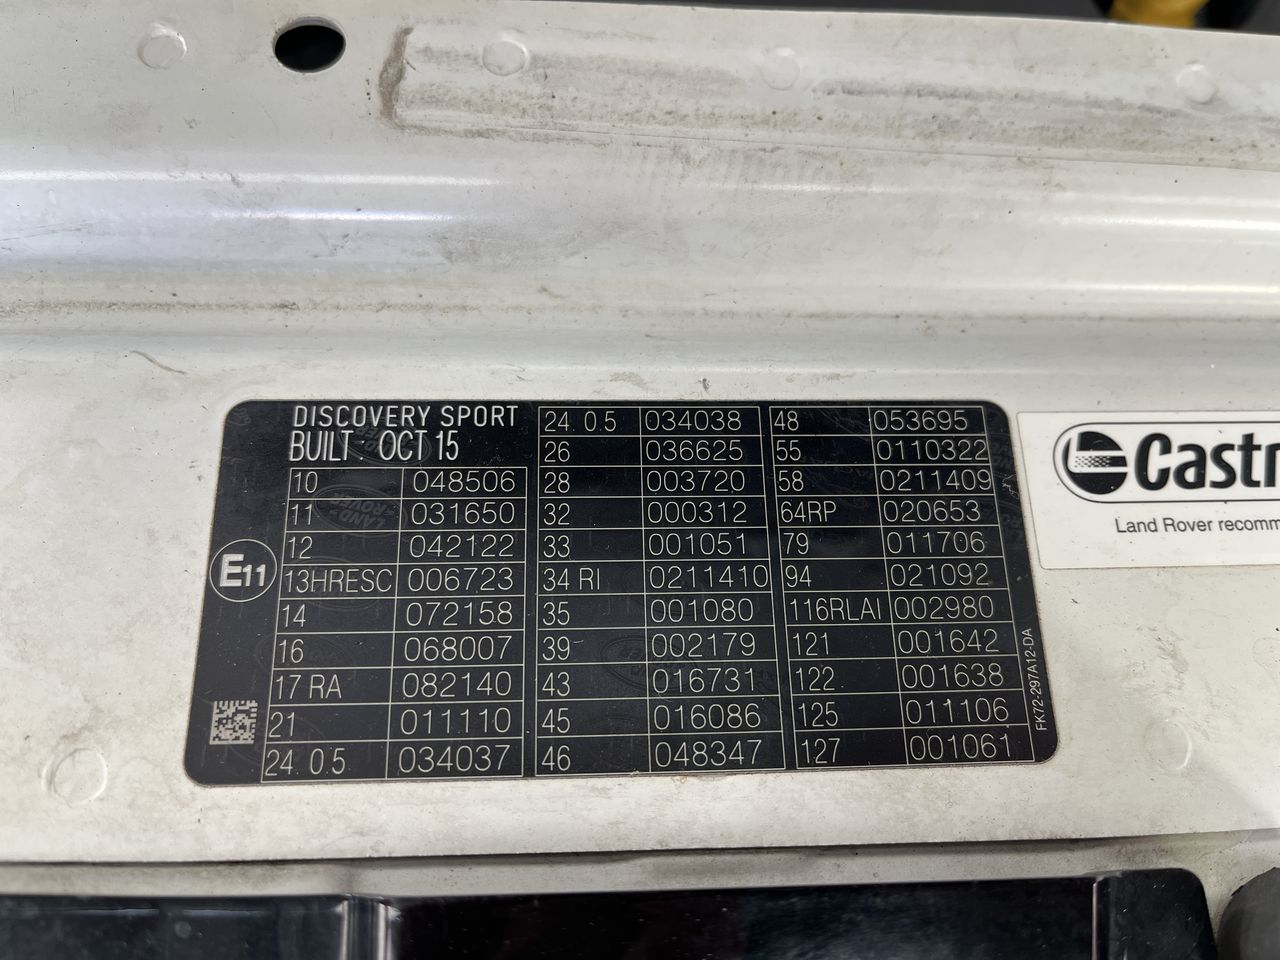 DISCOVERY SPORT
BUILT : OCT 15
10 048506
11 031650
12 042122
13HRESC 006723
14 072158
16 068007
17 RA 082140
21 011110
24 0.5 034037
24 0.5 034038
26 036625
28 003720
32 000312
33 001051
34 RI 0211410
35 001080
39 002179
43 016731
45 016086
46 048347
48 053695
55 0110322
58 0211409
64RP 020653
79 011706
94 021092
116RLAI 002980
121 001642
122 001638
125 011106
127 001061
E11
FK72-297A12-DA
LAND ROVER
Castr
Land Rover recomm